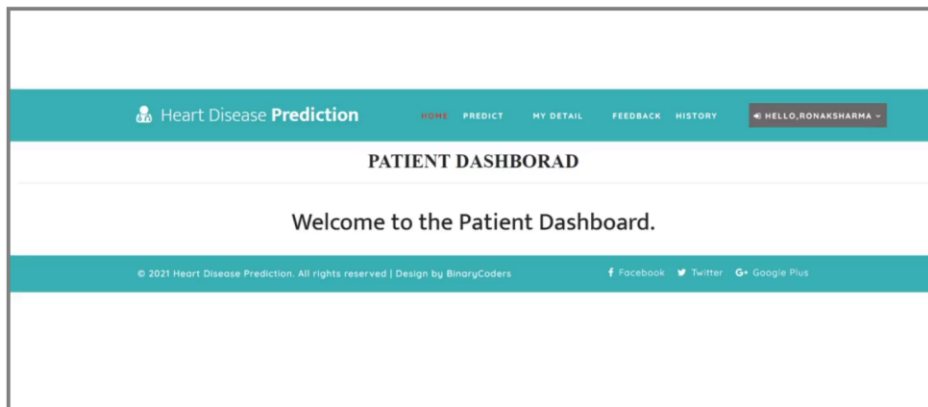 Heart Disease Prediction HOME PREDICT MY DETAIL FEEDBACK HISTORY HELLO,RONAKSHARMA
PATIENT DASHBORAD
Welcome to the Patient Dashboard.
© 2021 Heart Disease Prediction. All rights reserved | Design by BinaryCoders Facebook Twitter G+ Google Plus